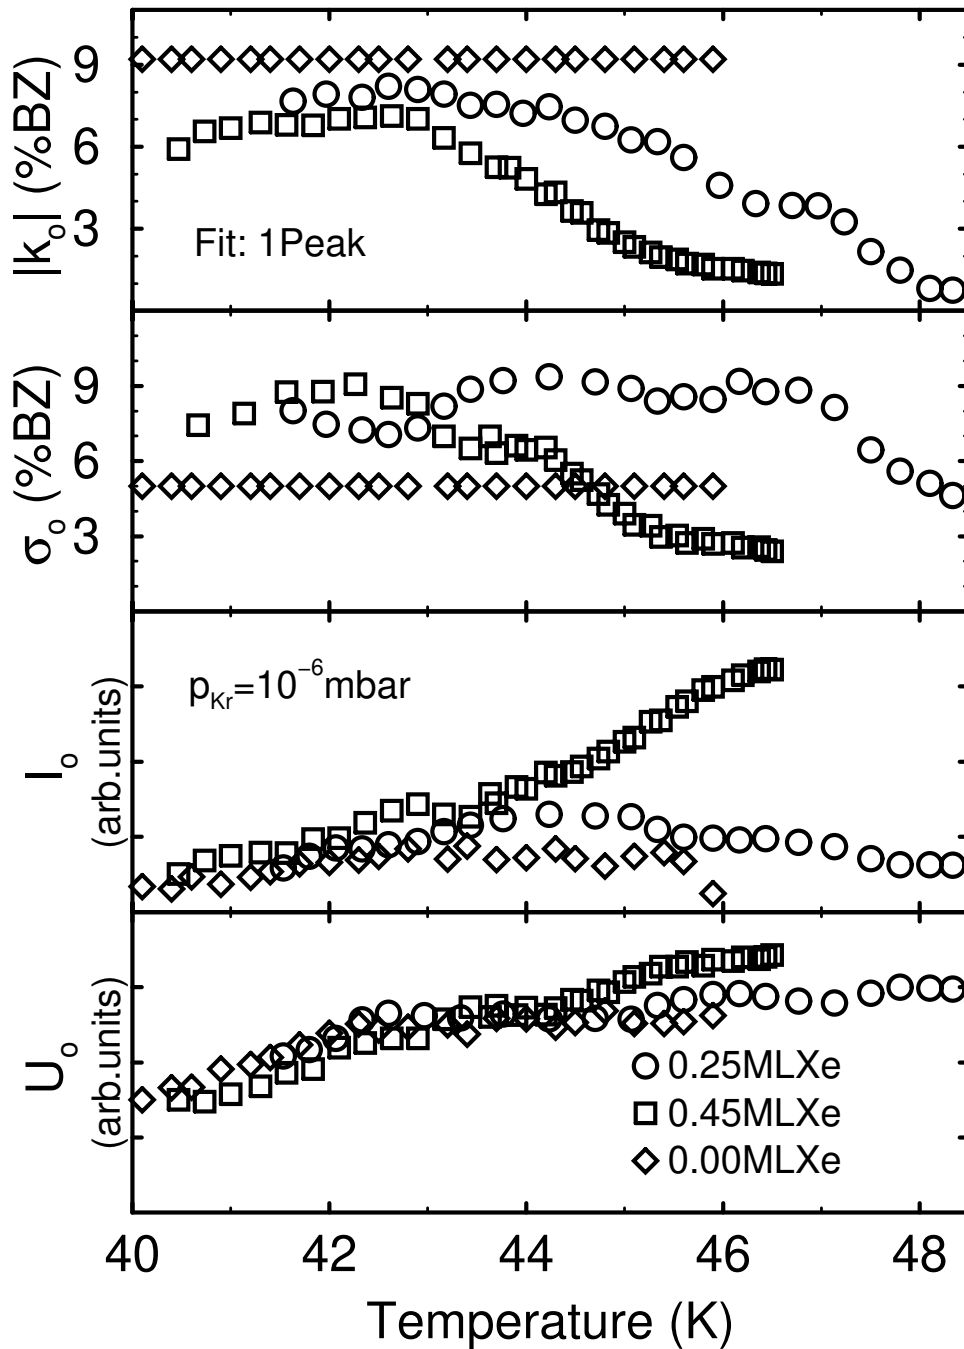 |k₀| (%BZ)
9
6
3
Fit: 1Peak
σ₀ (%BZ)
9
6
3
I₀
(arb.units)
p_Kr=10⁻⁶mbar
U₀
(arb.units)
0.25MLXe
0.45MLXe
0.00MLXe
40 42 44 46 48
Temperature (K)